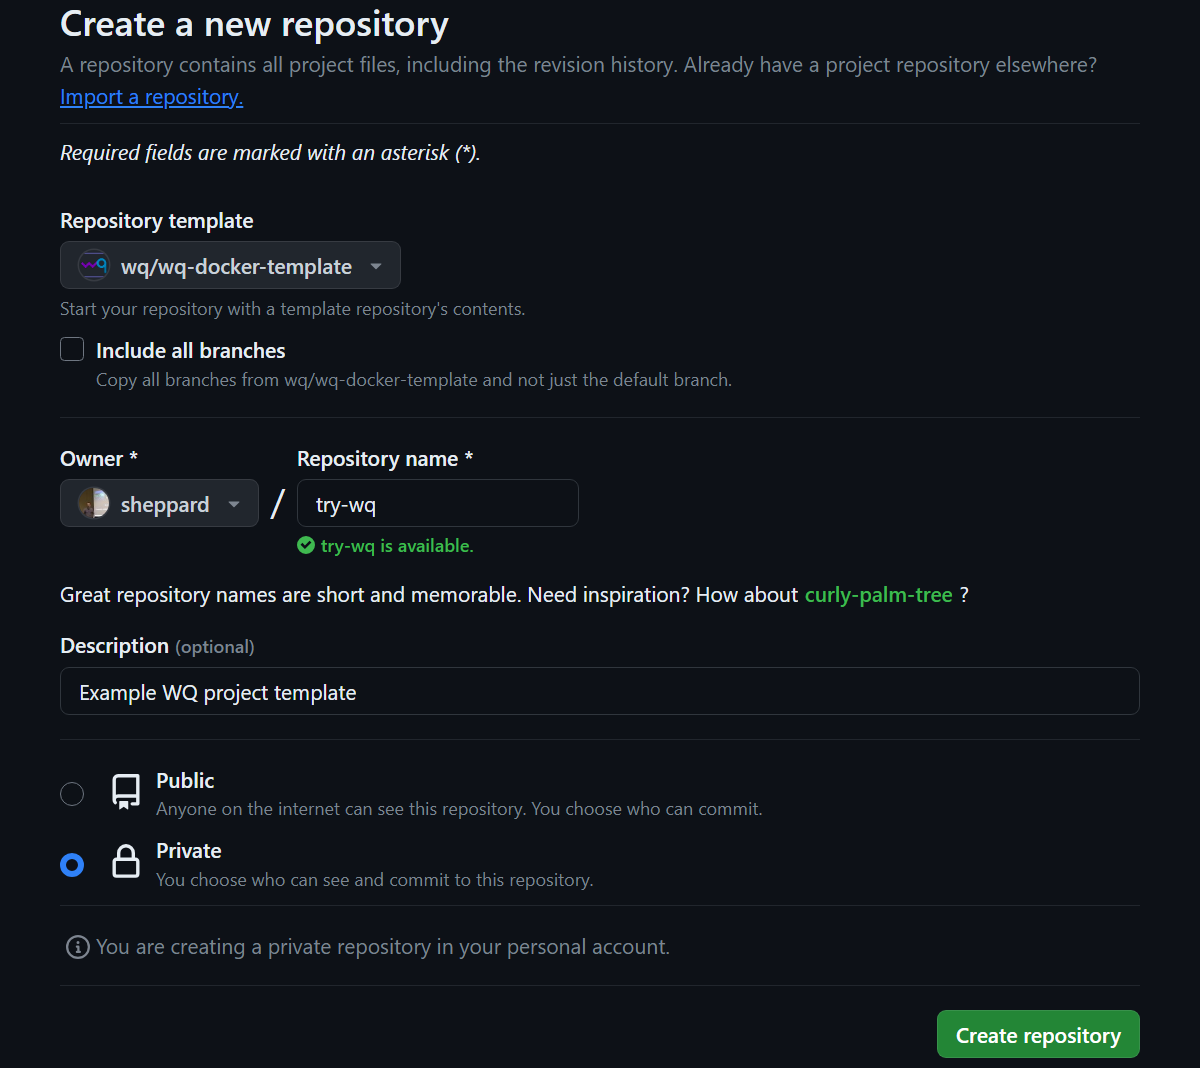 Create a new repository
A repository contains all project files, including the revision history. Already have a project repository elsewhere?
Import a repository.
Required fields are marked with an asterisk (*).
Repository template
wq wq/wq-docker-template
Start your repository with a template repository's contents.
Include all branches
Copy all branches from wq/wq-docker-template and not just the default branch.
Owner * Repository name *
sheppard / try-wq
try-wq is available.
Great repository names are short and memorable. Need inspiration? How about curly-palm-tree ?
Description (optional)
Example WQ project template
Public
Anyone on the internet can see this repository. You choose who can commit.
Private
You choose who can see and commit to this repository.
You are creating a private repository in your personal account.
Create repository